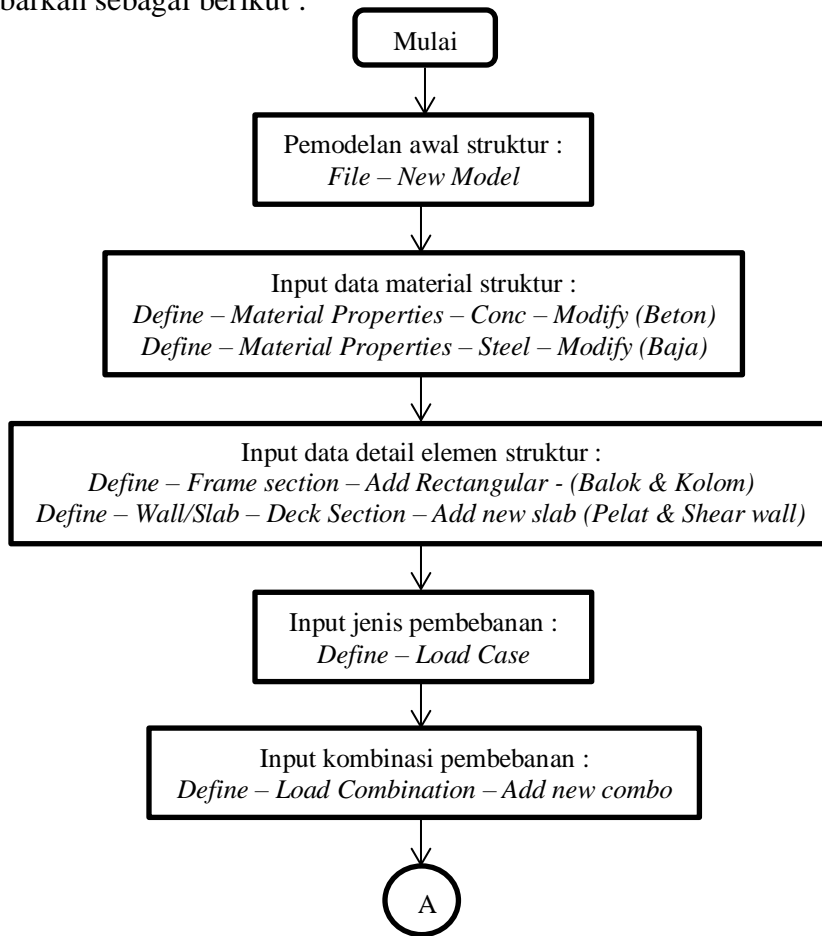 barkan sebagai berikut :
Mulai
Pemodelan awal struktur :
File – New Model
Input data material struktur :
Define – Material Properties – Conc – Modify (Beton)
Define – Material Properties – Steel – Modify (Baja)
Input data detail elemen struktur :
Define – Frame section – Add Rectangular - (Balok & Kolom)
Define – Wall/Slab – Deck Section – Add new slab (Pelat & Shear wall)
Input jenis pembebanan :
Define – Load Case
Input kombinasi pembebanan :
Define – Load Combination – Add new combo
A